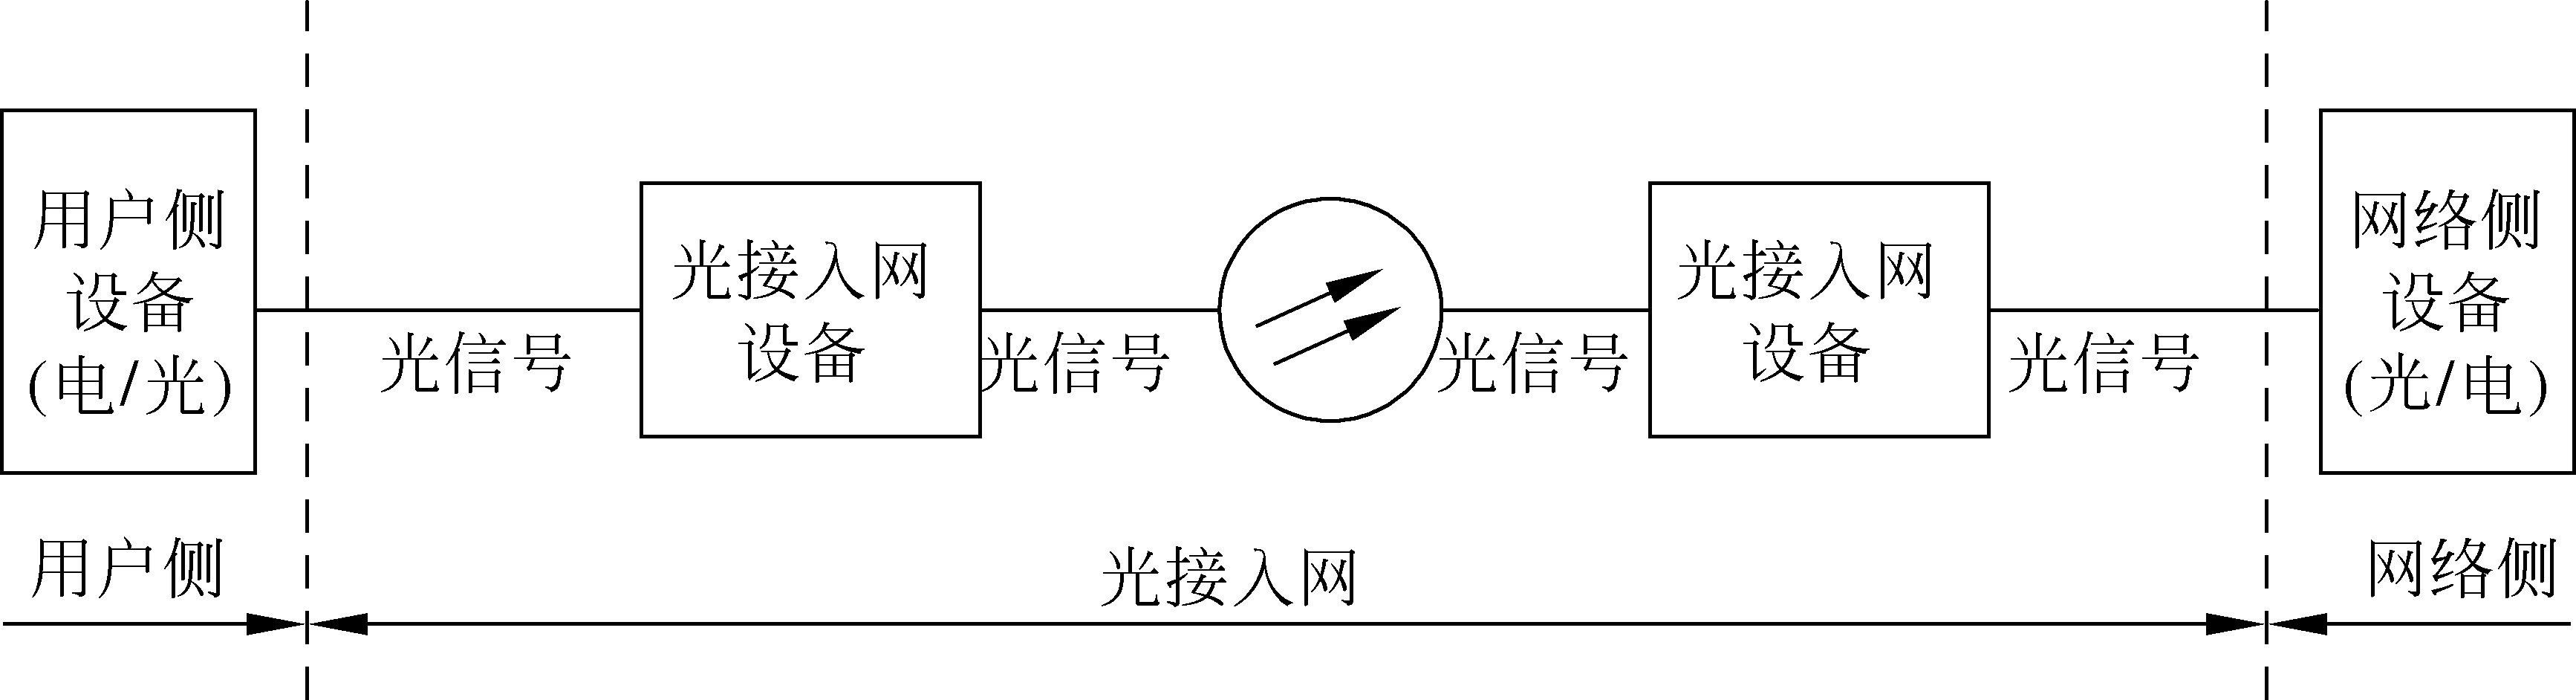 用户侧
设备
(电/光)
光信号
光接入网
设备
光信号
光信号
光接入网
设备
光信号
网络侧
设备
(光/电)
用户侧
光接入网
网络侧